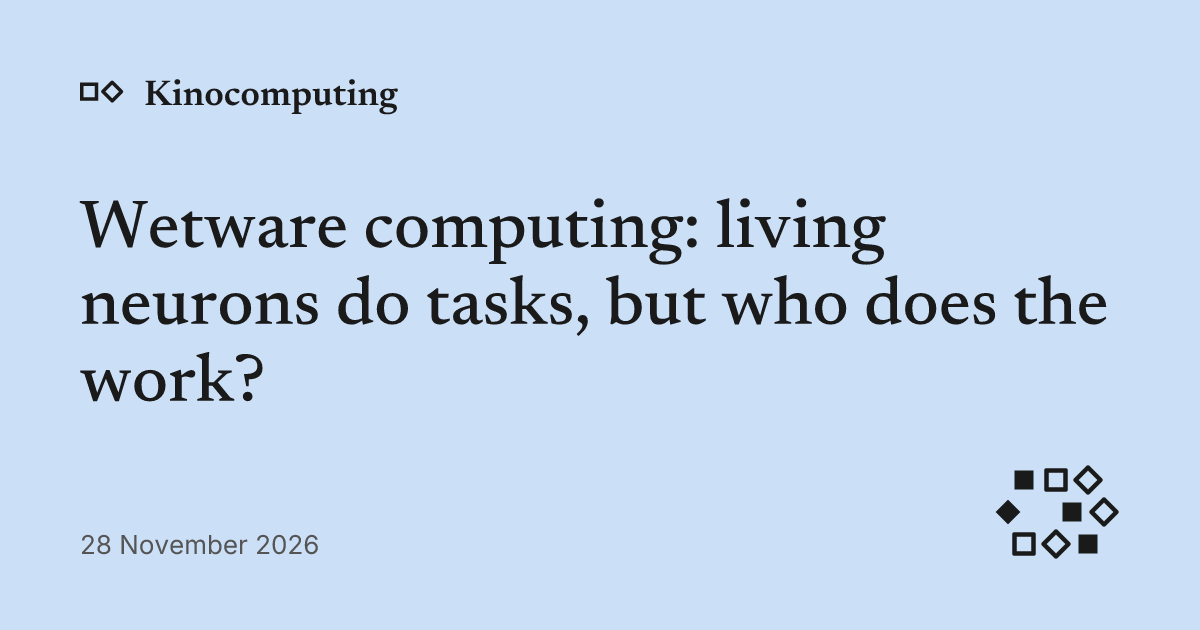 Kinocomputing
Wetware computing: living
neurons do tasks, but who does the
work?
28 November 2026